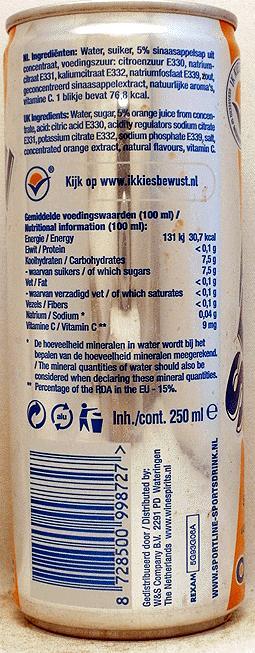 NL Ingrediënten: Water, suiker, 5% sinaasappelsap uit
concentraat, voedingszuur: citroenzuur E330, natrium-
citraat E331, kaliumcitraat E332, natriumfosfaat E339, zout,
geconcentreerd sinaasappelextract, natuurlijke aroma's,
vitamine C. 1 blikje bevat 76,8 kcal.
UK Ingredients: Water, sugar, 5% orange juice from concen-
trate, acid: citric acid E330, acidity regulators sodium citrate
E331, potassium citrate E332, sodium phosphate E339, salt,
concentrated orange extract, natural flavours, vitamin C.
Kijk op www.ikkiesbewust.nl
Gemiddelde voedingswaarden (100 ml) /
Nutritional information (100 ml):
Energie / Energy 131 kj 30,7 kcal
Eiwit / Protein < 0,1 g
Koolhydraten / Carbohydrates 7,5 g
- waarvan suikers / of which sugars 7,5 g
Vet / Fat < 0,1 g
- waarvan verzadigd vet / of which saturates < 0,1 g
Vezels / Fibers < 0,1 g
Natrium / Sodium * 0,04 g
Vitamine C / Vitamin C ** 9 mg
* De hoeveelheid mineralen in water wordt bij het
bepalen van de hoeveelheid mineralen meegerekend.
/ The mineral quantities of water should also be
considered when declaring these mineral quantities.
** Percentage of the RDA in the EU - 15%.
alu
Inh./cont. 250 ml e
8 728500 998727
Gedistribueerd door / Distributed by:
W&S Company B.V. 2291 PD Wateringen
The Netherlands www.winespirits.nl
REXAM 5G93G06A
WWW.SPORTLINE-SPORTSDRINK.NL